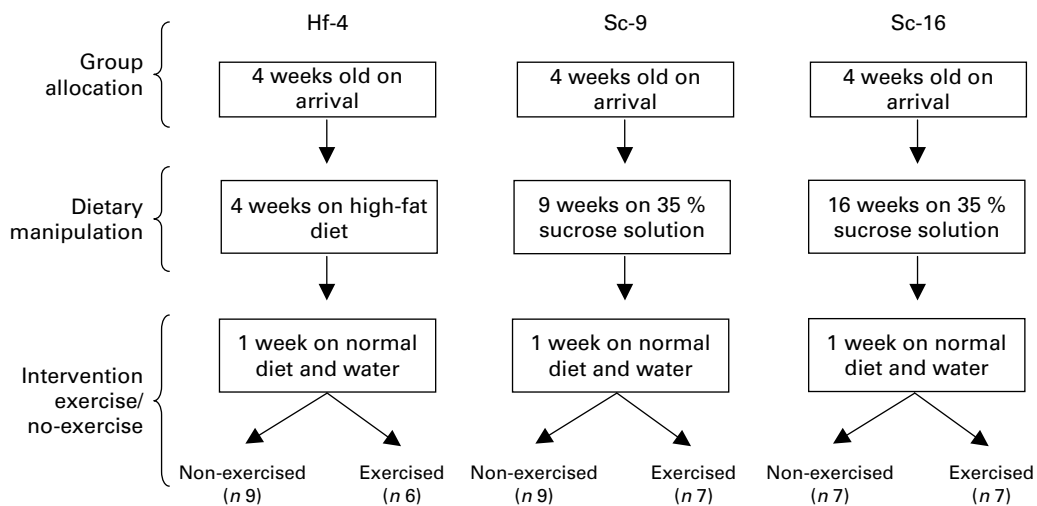 Hf-4
Sc-9
Sc-16
Group
allocation
4 weeks old on
arrival
4 weeks old on
arrival
4 weeks old on
arrival
Dietary
manipulation
4 weeks on high-fat
diet
9 weeks on 35 %
sucrose solution
16 weeks on 35 %
sucrose solution
Intervention
exercise/
no-exercise
1 week on normal
diet and water
1 week on normal
diet and water
1 week on normal
diet and water
Non-exercised
(n 9)
Exercised
(n 6)
Non-exercised
(n 9)
Exercised
(n 7)
Non-exercised
(n 7)
Exercised
(n 7)